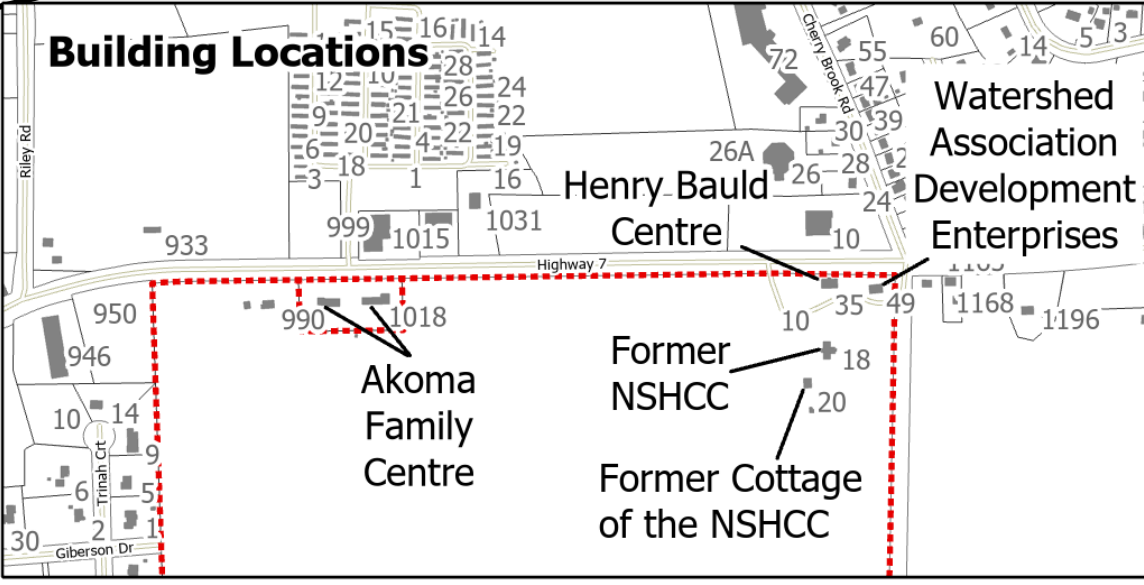 Building Locations
15
16
14
12
10
28
24
9
21
26
22
6
20
4
22
19
3
18
1
16
72
55
60
14
5
3
47
39
30
28
24
26A
26
Cherry Brook Rd
Riley Rd
Watershed
Association
Development
Enterprises
Henry Bauld
Centre
999
1015
1031
10
933
Highway 7
950
946
990
1018
10
35
49
1168
1196
Akoma
Family
Centre
Former
NSHCC
18
20
Former Cottage
of the NSHCC
10
14
Trinah Crt
9
6
5
30
2
1
Giberson Dr